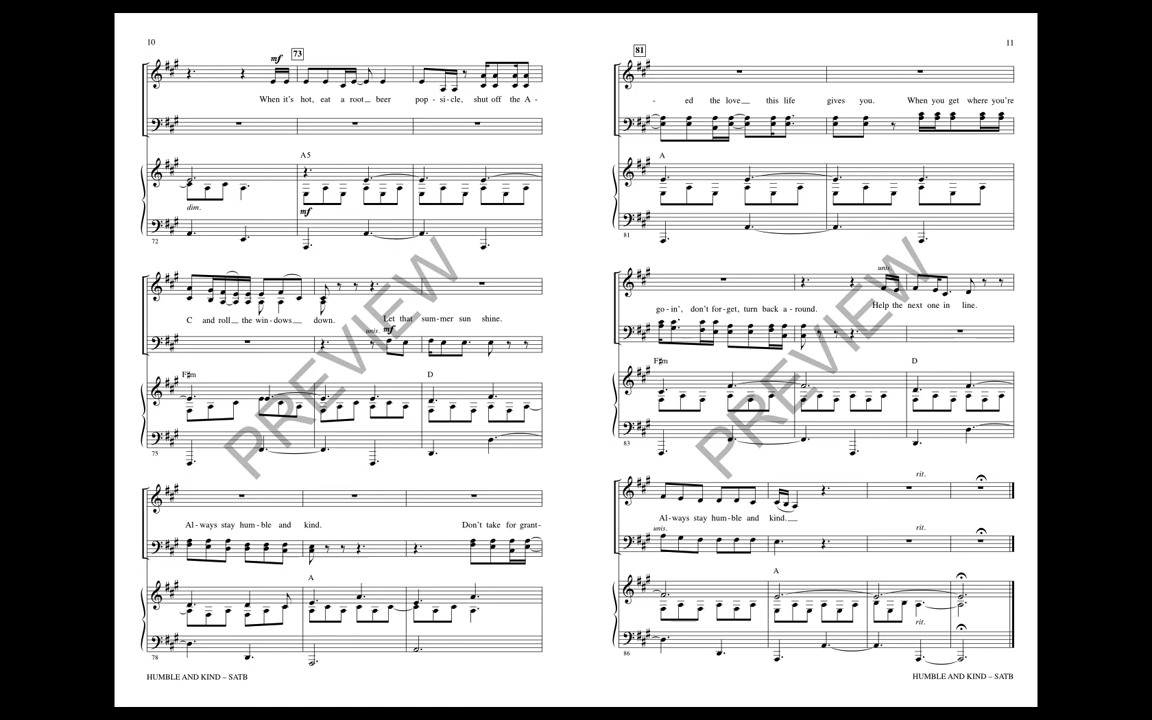 10
mf
73
When it's hot, eat a root__ beer pop - si - cle, shut off the A -
A5
dim.
mf
72
C and roll__ the win - dows__ down. Let that sum - mer sun shine.
unis. mf
F#m D
75
Al - ways stay hum - ble and kind. Don't take for grant-
A
78
HUMBLE AND KIND – SATB
11
81
- ed the love__ this life gives you. When you get where you're
A
81
unis.
go - in', don't for - get, turn back a - round. Help the next one in line.
F#m D
83
rit.
Al - ways stay hum - ble and kind.__
unis. rit.
A
rit.
86
HUMBLE AND KIND – SATB
PREVIEW
PREVIEW